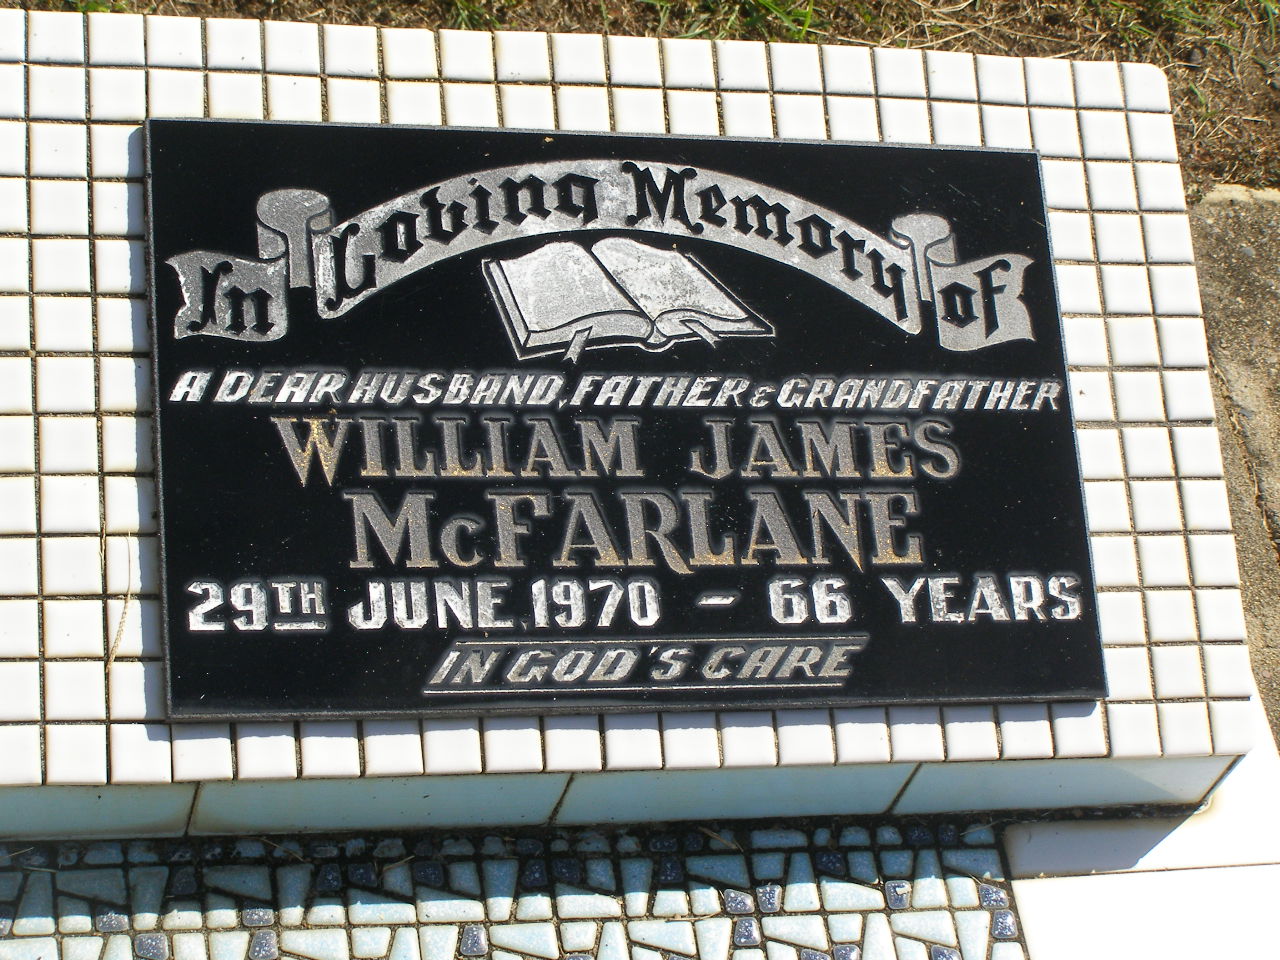 In Loving Memory of
A DEAR HUSBAND, FATHER & GRANDFATHER
WILLIAM JAMES
McFARLANE
29TH JUNE, 1970 - 66 YEARS
IN GOD'S CARE